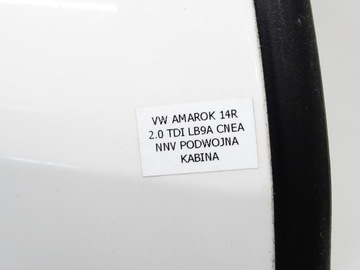 VW AMAROK 14R
2.0 TDI LB9A CNEA
NNV PODWOJNA
KABINA